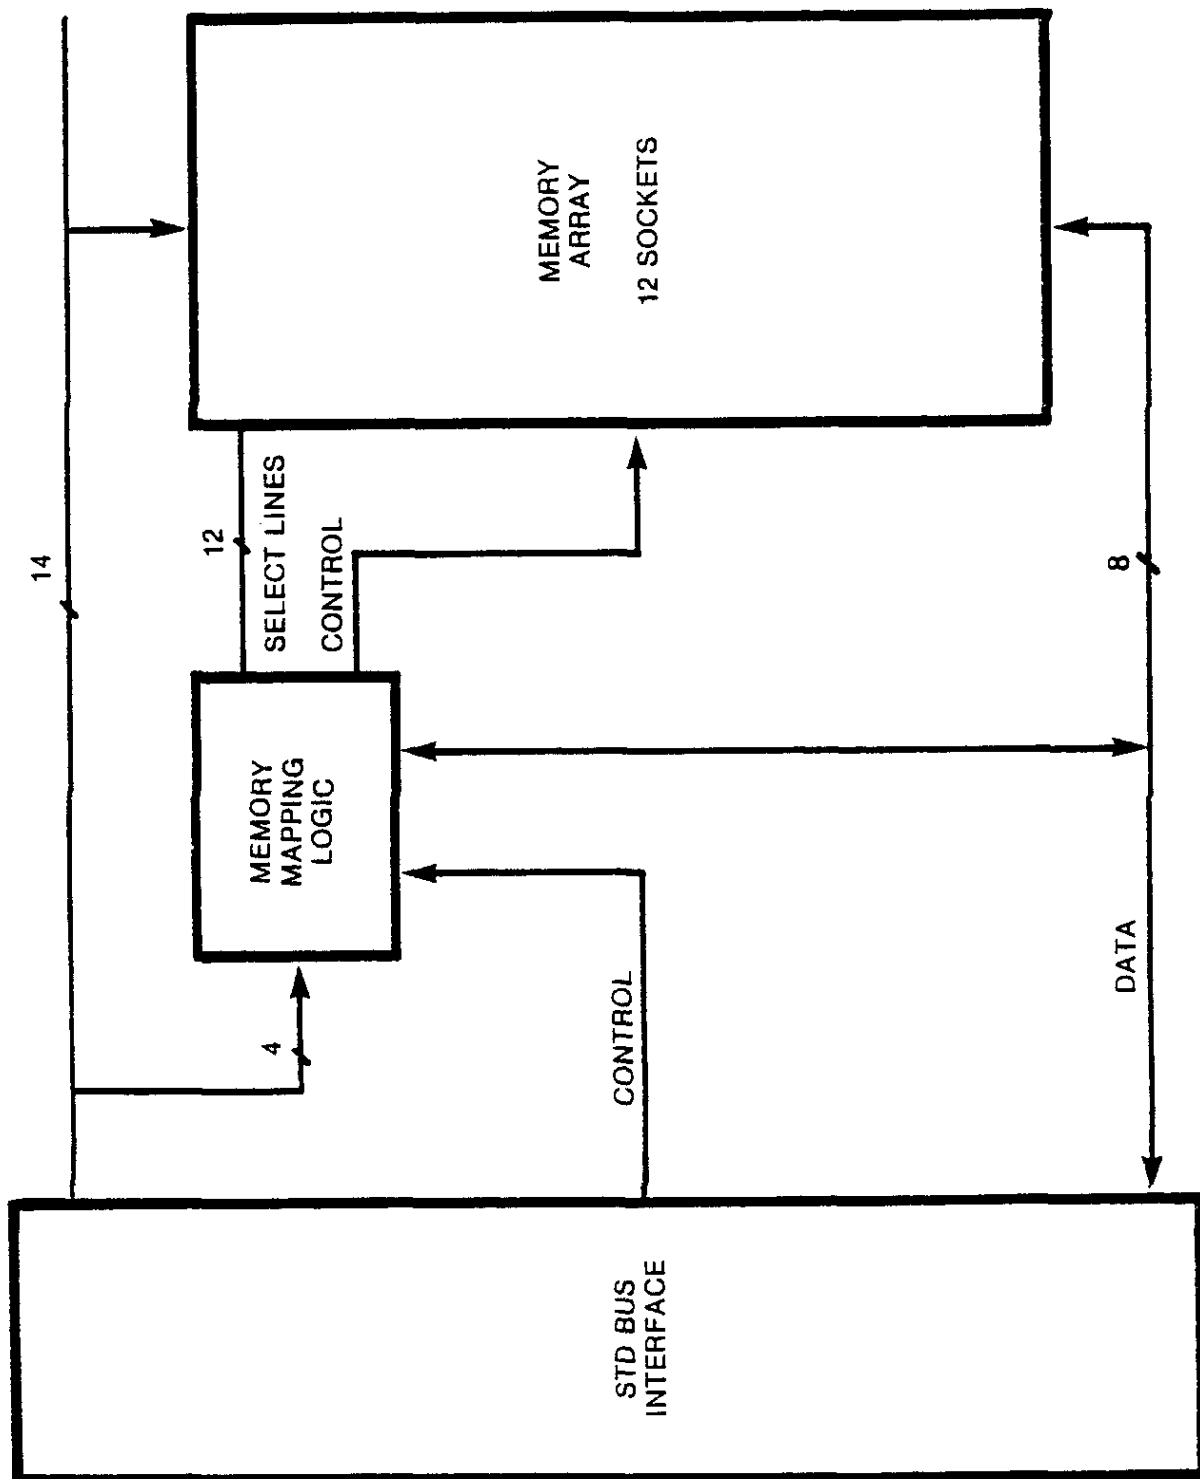 14
12
SELECT LINES
CONTROL
MEMORY
ARRAY
12 SOCKETS
MEMORY
MAPPING
LOGIC
4
CONTROL
8
DATA
STD BUS
INTERFACE